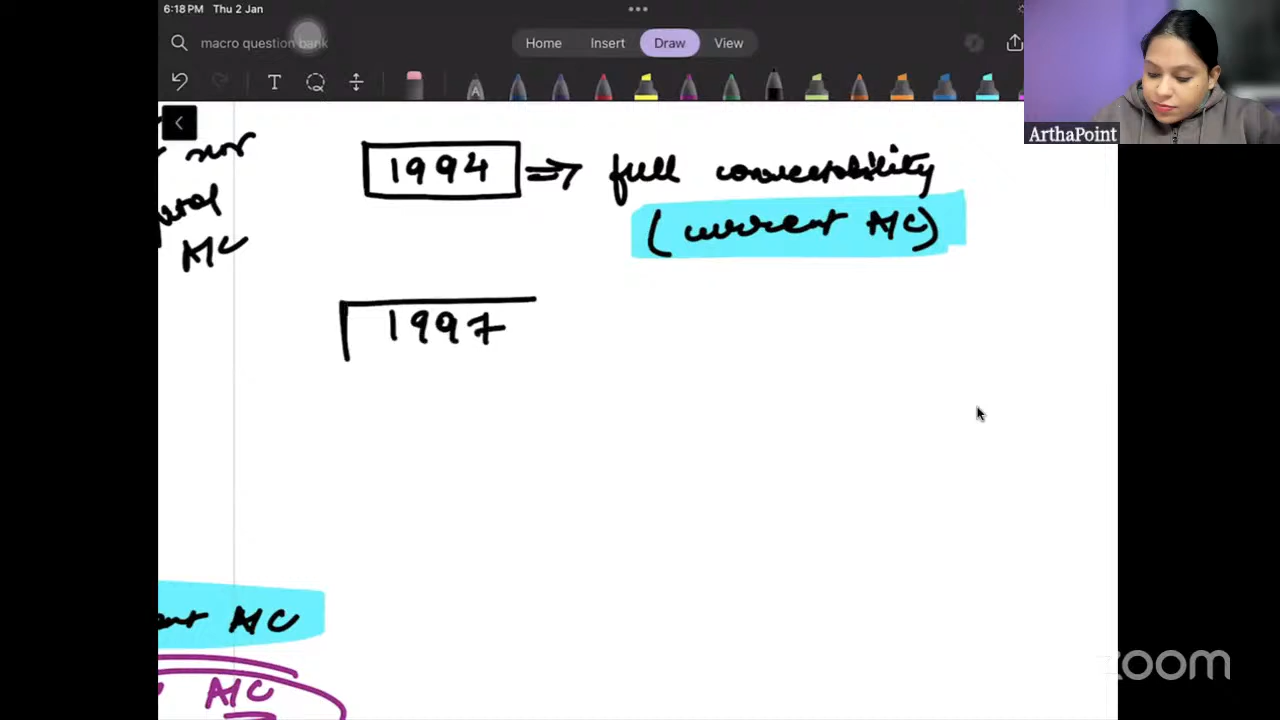 6:18 PM Thu 2 Jan
macro question bank
Home Insert Draw View
ArthaPoint
1994 ⇒ full convertability
(current A/C)
A/C
1997
A/C
A/C
zoom